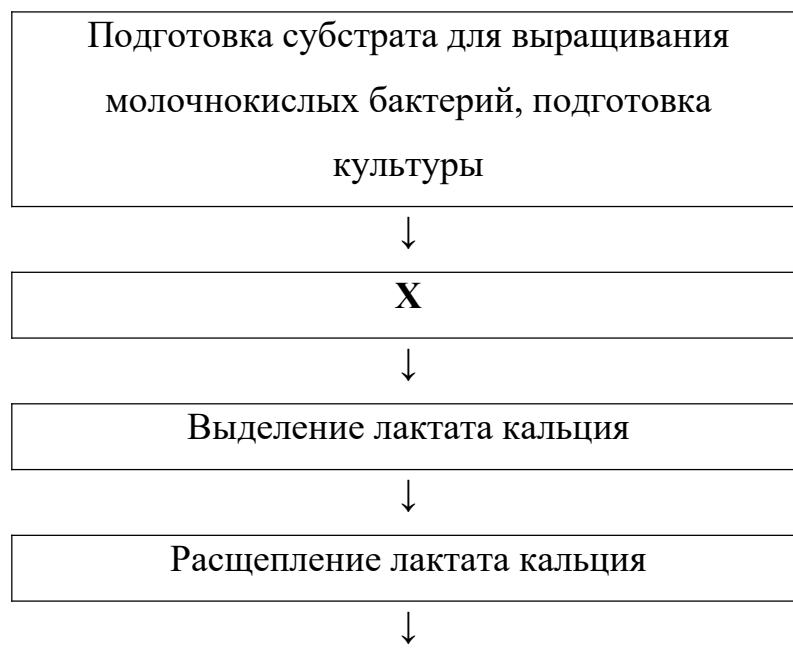 Подготовка субстрата для выращивания
молочнокислых бактерий, подготовка
культуры
↓
X
↓
Выделение лактата кальция
↓
Расщепление лактата кальция
↓